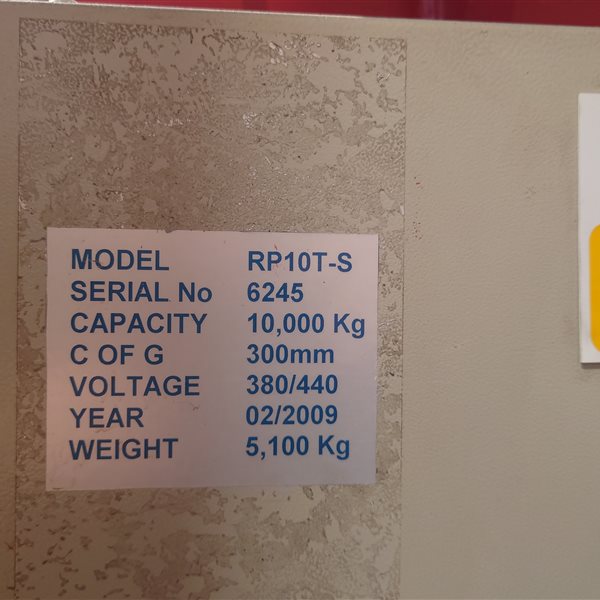 MODEL RP10T-S
SERIAL No 6245
CAPACITY 10,000 Kg
C OF G 300mm
VOLTAGE 380/440
YEAR 02/2009
WEIGHT 5,100 Kg